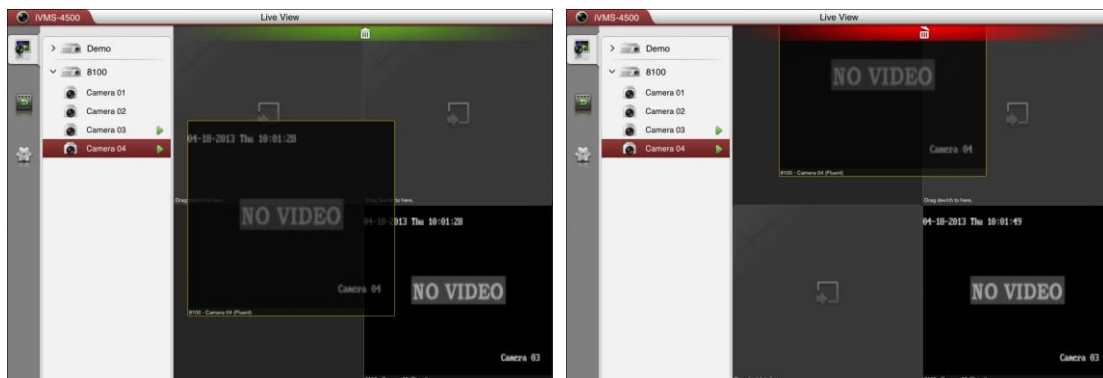 iVMS-4500
Live View
Demo
8100
Camera 01
Camera 02
Camera 03
Camera 04
04-18-2013 Thu 10:01:28
NO VIDEO
Camera 04
8100 - Camera 04 (Fluent)
04-18-2013 Thu 10:01:28
NO VIDEO
Camera 03
iVMS-4500
Live View
Demo
8100
Camera 01
Camera 02
Camera 03
Camera 04
NO VIDEO
Camera 04
8100 - Camera 04 (Fluent)
Drag device to here.
04-18-2013 Thu 10:01:49
NO VIDEO
Camera 03